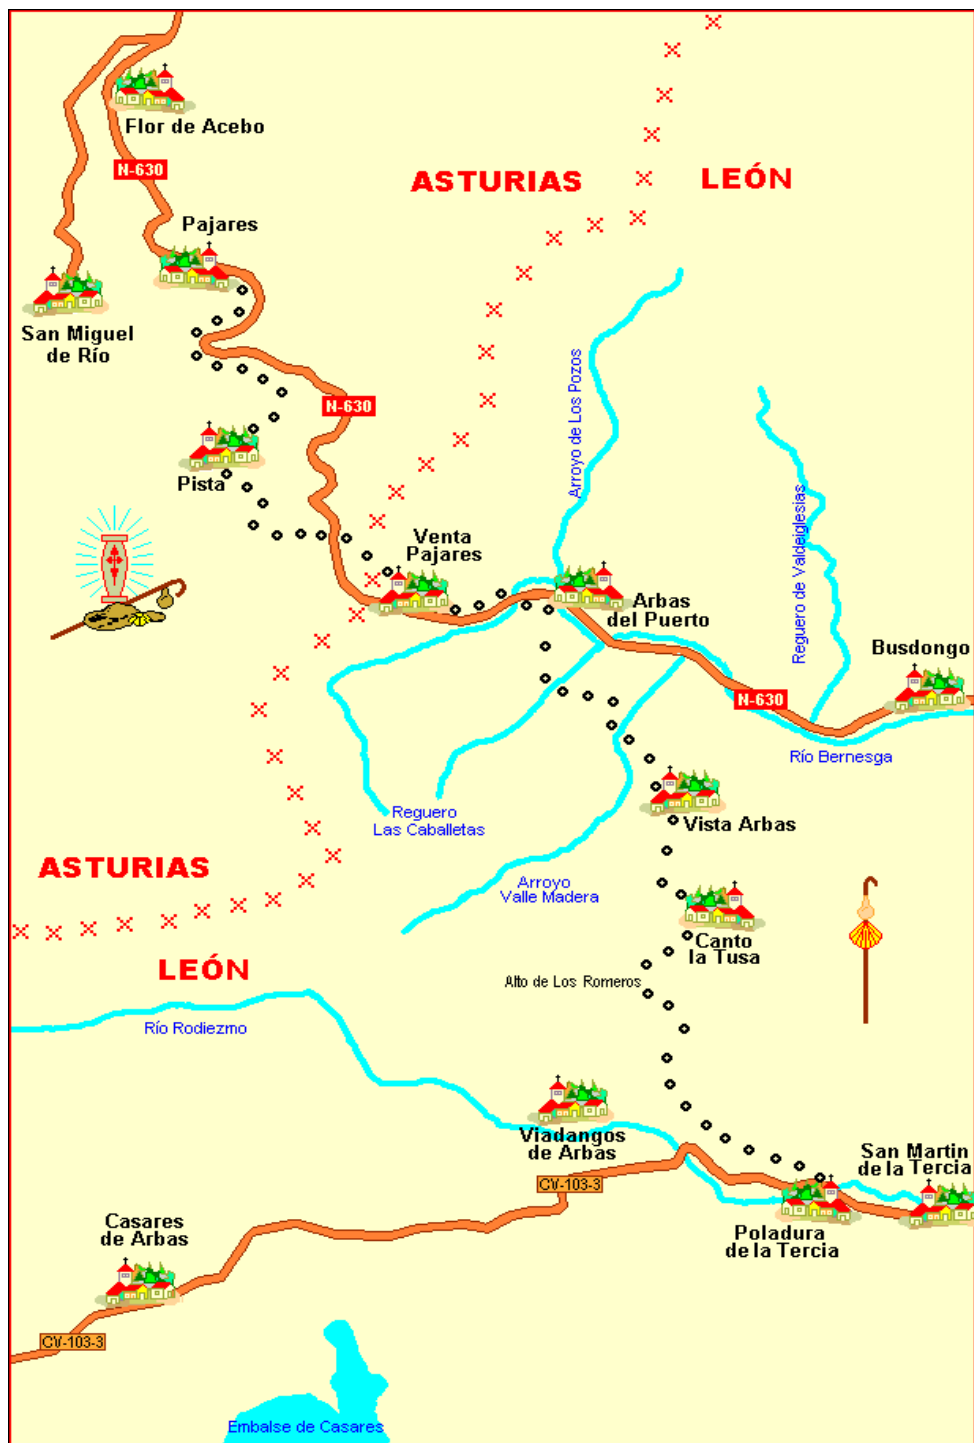 Flor de Acebo
N-630
ASTURIAS
LEÓN
Pajares
San Miguel
de Río
N-630
Arroyo de Los Pozos
Pista
Venta
Pajares
Reguero de Valdeiglesias
Arbas
del Puerto
Busdongo
N-630
Río Bernesga
Reguero
Las Caballetas
Vista Arbas
ASTURIAS
Arroyo
Valle Madera
Canto
la Tusa
LEÓN
Alto de Los Romeros
Río Rodiezmo
Viadangos
de Arbas
San Martin
de la Tercia
CV-103-3
Casares
de Arbas
Poladura
de la Tercia
CV-103-3
Embalse de Casares